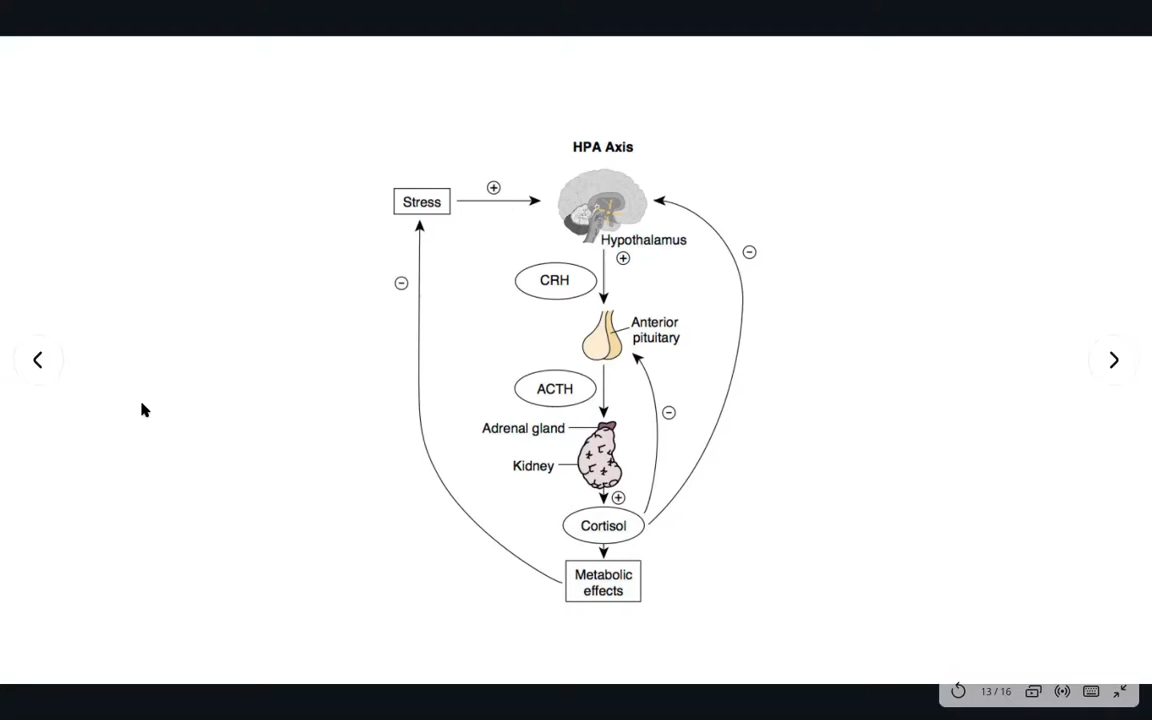 HPA Axis
Stress
+
Hypothalamus
+
−
CRH
−
Anterior
pituitary
ACTH
−
Adrenal gland
Kidney
+
Cortisol
Metabolic
effects
13 / 16